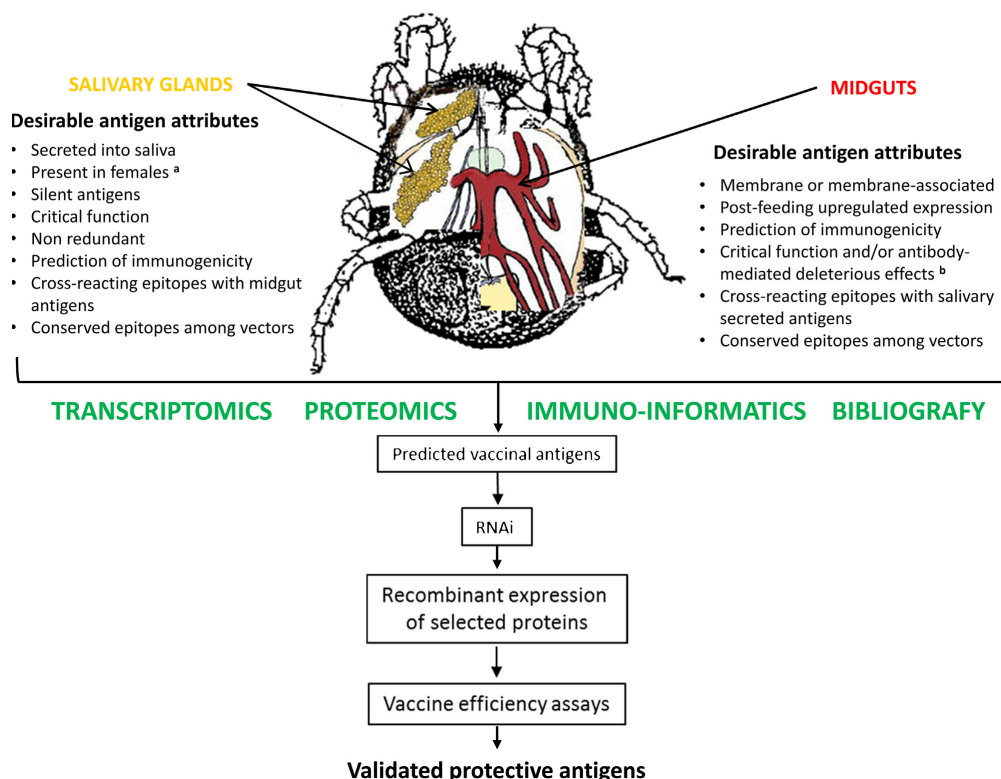 SALIVARY GLANDS
Desirable antigen attributes
• Secreted into saliva
• Present in females a
• Silent antigens
• Critical function
• Non redundant
• Prediction of immunogenicity
• Cross-reacting epitopes with midgut
antigens
• Conserved epitopes among vectors
MIDGUTS
Desirable antigen attributes
• Membrane or membrane-associated
• Post-feeding upregulated expression
• Prediction of immunogenicity
• Critical function and/or antibody-
mediated deleterious effects b
• Cross-reacting epitopes with salivary
secreted antigens
• Conserved epitopes among vectors
TRANSCRIPTOMICS PROTEOMICS IMMUNO-INFORMATICS BIBLIOGRAFY
Predicted vaccinal antigens
RNAi
Recombinant expression
of selected proteins
Vaccine efficiency assays
Validated protective antigens